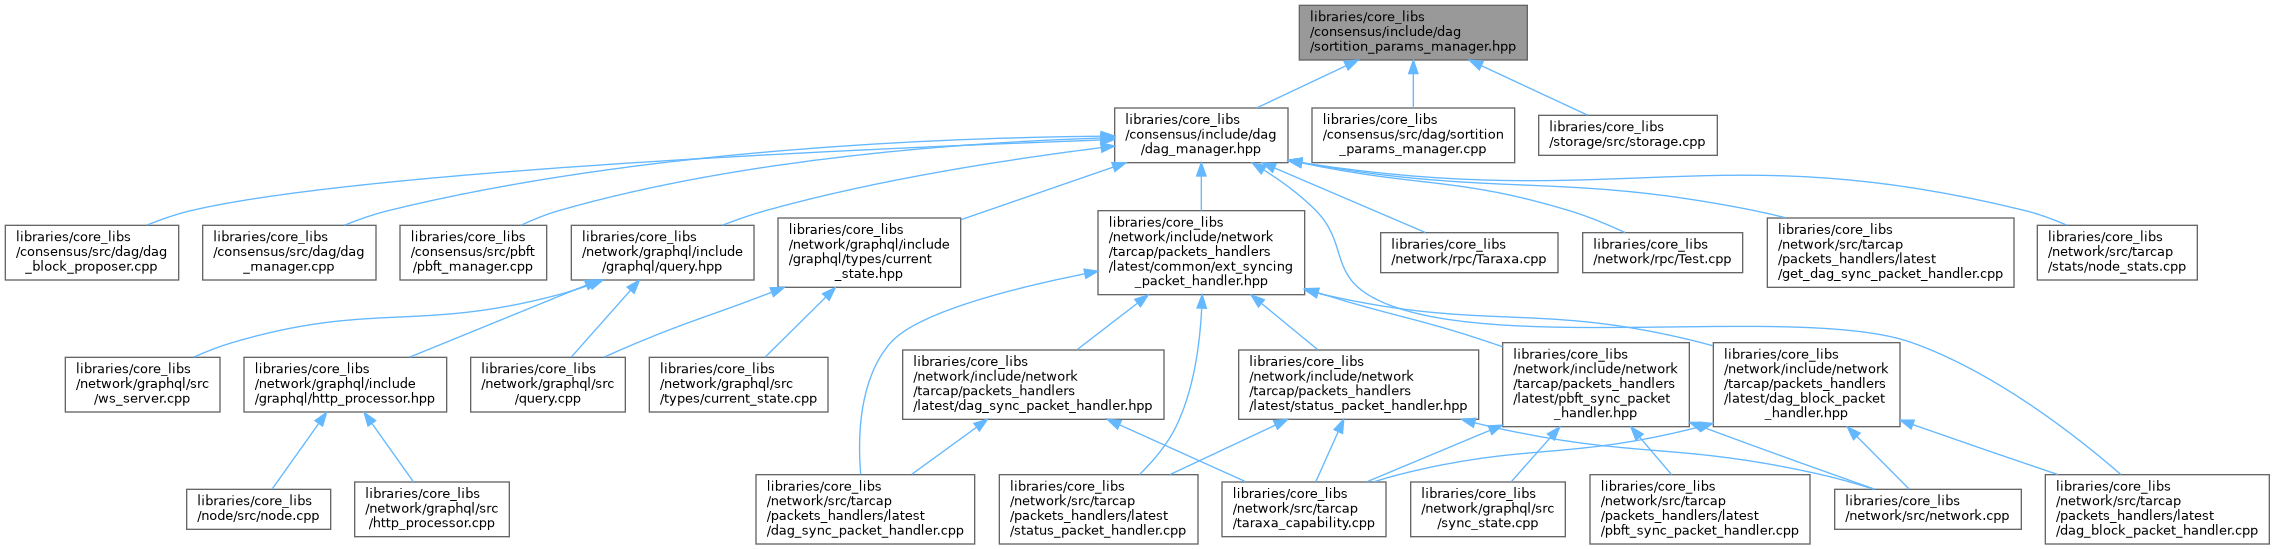 libraries/core_libs
/consensus/include/dag
/sortition_params_manager.hpp
libraries/core_libs
/consensus/include/dag
/dag_manager.hpp
libraries/core_libs
/consensus/src/dag/sortition
_params_manager.cpp
libraries/core_libs
/storage/src/storage.cpp
libraries/core_libs
/consensus/src/dag/dag
_block_proposer.cpp
libraries/core_libs
/consensus/src/dag/dag
_manager.cpp
libraries/core_libs
/consensus/src/pbft
/pbft_manager.cpp
libraries/core_libs
/network/graphql/include
/graphql/query.hpp
libraries/core_libs
/network/graphql/include
/graphql/types/current
_state.hpp
libraries/core_libs
/network/include/network
/tarcap/packets_handlers
/latest/common/ext_syncing
_packet_handler.hpp
libraries/core_libs
/network/rpc/Taraxa.cpp
libraries/core_libs
/network/rpc/Test.cpp
libraries/core_libs
/network/src/tarcap
/packets_handlers/latest
/get_dag_sync_packet_handler.cpp
libraries/core_libs
/network/src/tarcap
/stats/node_stats.cpp
libraries/core_libs
/network/graphql/src
/ws_server.cpp
libraries/core_libs
/network/graphql/include
/graphql/http_processor.hpp
libraries/core_libs
/network/graphql/src
/query.cpp
libraries/core_libs
/network/graphql/src
/types/current_state.cpp
libraries/core_libs
/network/include/network
/tarcap/packets_handlers
/latest/dag_sync_packet_handler.hpp
libraries/core_libs
/network/include/network
/tarcap/packets_handlers
/latest/status_packet_handler.hpp
libraries/core_libs
/network/include/network
/tarcap/packets_handlers
/latest/pbft_sync_packet
_handler.hpp
libraries/core_libs
/network/include/network
/tarcap/packets_handlers
/latest/dag_block_packet
_handler.hpp
libraries/core_libs
/node/src/node.cpp
libraries/core_libs
/network/graphql/src
/http_processor.cpp
libraries/core_libs
/network/src/tarcap
/packets_handlers/latest
/dag_sync_packet_handler.cpp
libraries/core_libs
/network/src/tarcap
/packets_handlers/latest
/status_packet_handler.cpp
libraries/core_libs
/network/src/tarcap
/taraxa_capability.cpp
libraries/core_libs
/network/graphql/src
/sync_state.cpp
libraries/core_libs
/network/src/tarcap
/packets_handlers/latest
/pbft_sync_packet_handler.cpp
libraries/core_libs
/network/src/network.cpp
libraries/core_libs
/network/src/tarcap
/packets_handlers/latest
/dag_block_packet_handler.cpp